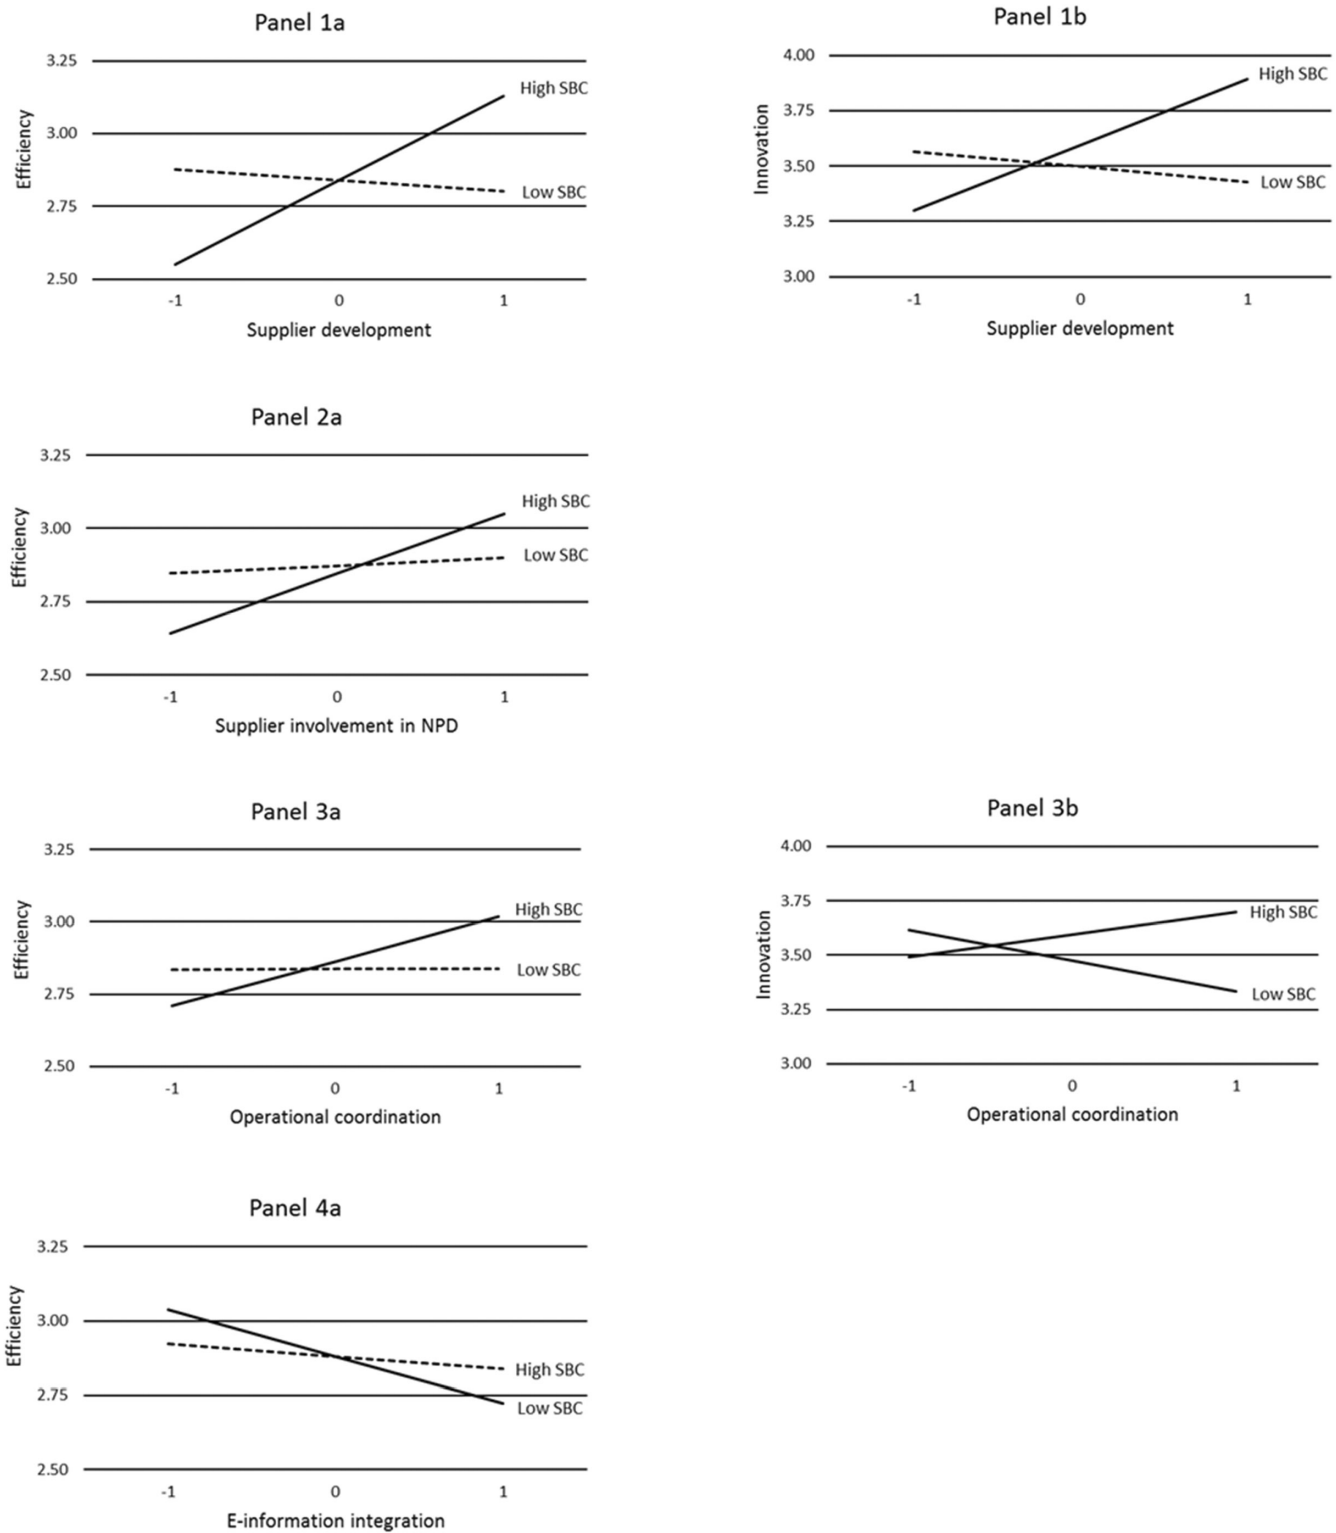 Panel 1a
3.25
3.00
2.75
2.50
Efficiency
High SBC
Low SBC
-1 0 1
Supplier development
Panel 1b
4.00
3.75
3.50
3.25
3.00
Innovation
High SBC
Low SBC
-1 0 1
Supplier development
Panel 2a
3.25
3.00
2.75
2.50
Efficiency
High SBC
Low SBC
-1 0 1
Supplier involvement in NPD
Panel 3a
3.25
3.00
2.75
2.50
Efficiency
High SBC
Low SBC
-1 0 1
Operational coordination
Panel 3b
4.00
3.75
3.50
3.25
3.00
Innovation
High SBC
Low SBC
-1 0 1
Operational coordination
Panel 4a
3.25
3.00
2.75
2.50
Efficiency
High SBC
Low SBC
-1 0 1
E-information integration